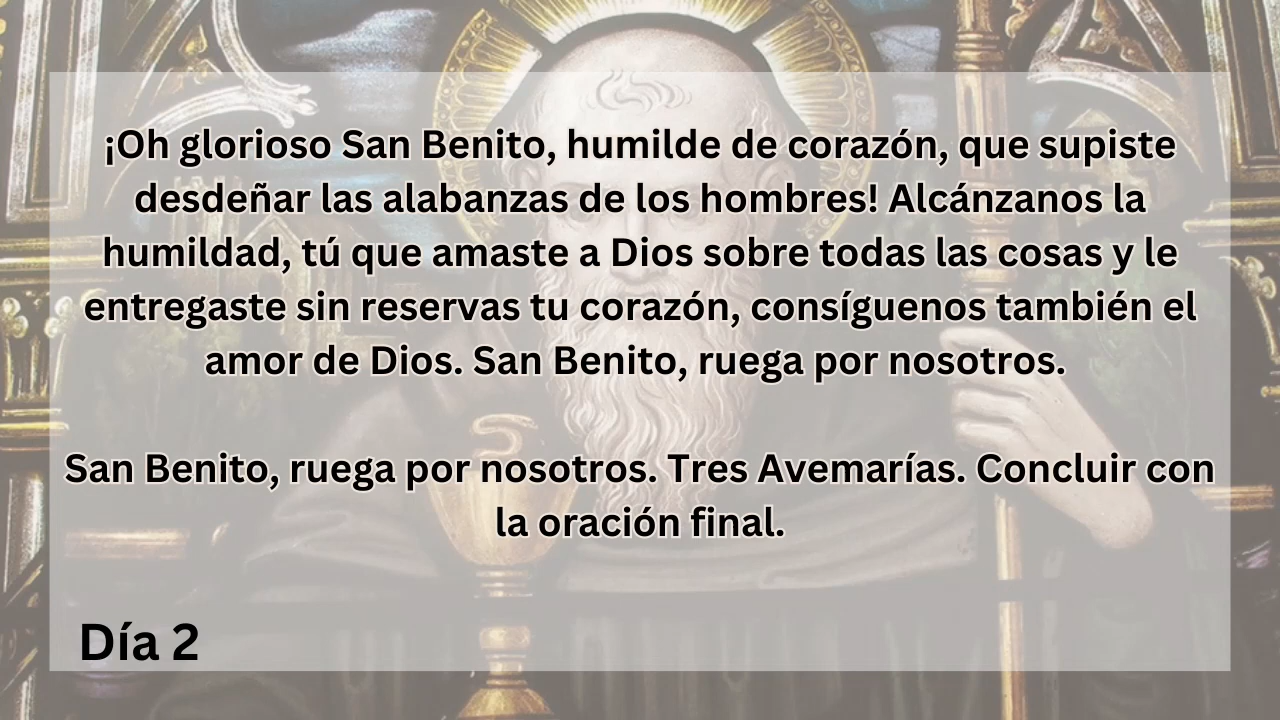 ¡Oh glorioso San Benito, humilde de corazón, que supiste
desdeñar las alabanzas de los hombres! Alcánzanos la
humildad, tú que amaste a Dios sobre todas las cosas y le
entregaste sin reservas tu corazón, consíguenos también el
amor de Dios. San Benito, ruega por nosotros.
San Benito, ruega por nosotros. Tres Avemarías. Concluir con
la oración final.
Día 2